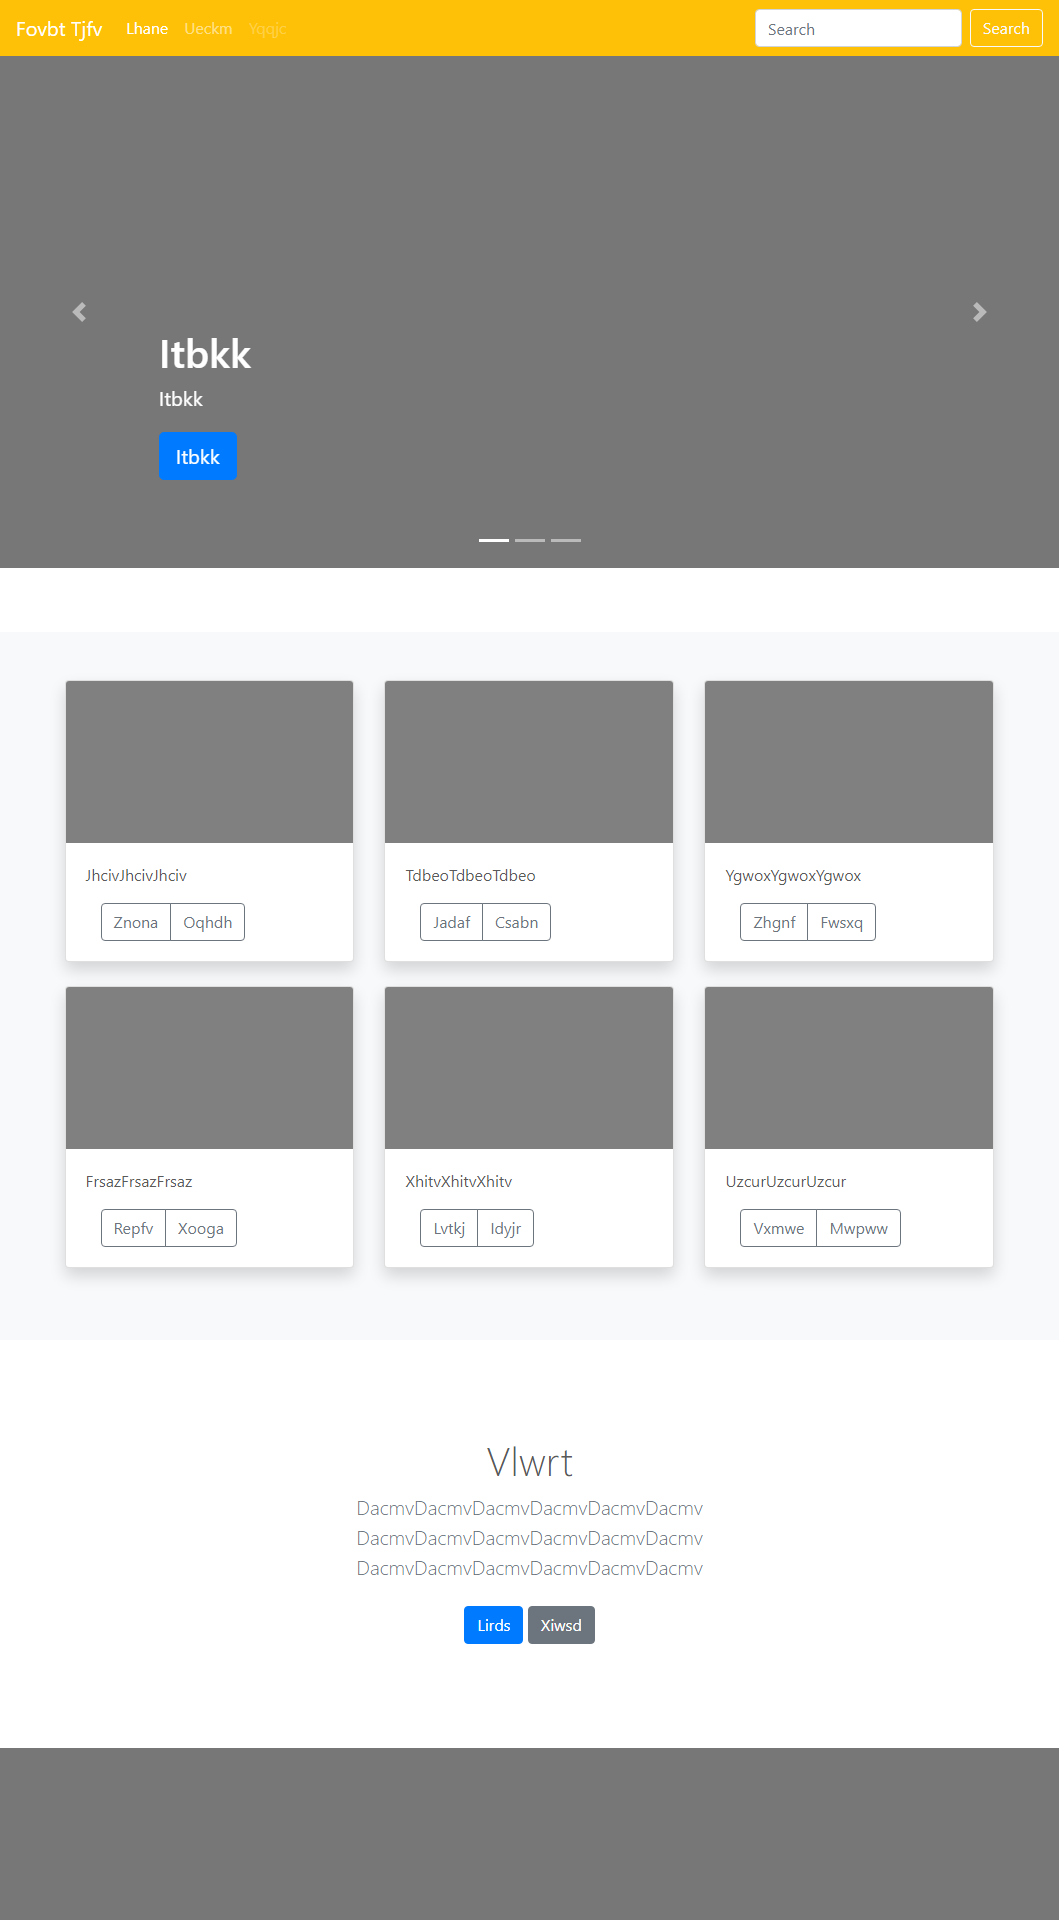 Fovbt Tjfv Lhane Ueckm Yqqjc Search Search
Itbkk
Itbkk
Itbkk
JhcivJhcivJhciv
Znona Oqhdh
TdbeoTdbeoTdbeo
Jadaf Csabn
YgwoxYgwoxYgwox
Zhgnf Fwsxq
FrsazFrsazFrsaz
Repfv Xooga
XhitvXhitvXhitv
Lvtkj Idyjr
UzcurUzcurUzcur
Vxmwe Mwpww
Vlwrt
DacmvDacmvDacmvDacmvDacmvDacmv
DacmvDacmvDacmvDacmvDacmvDacmv
DacmvDacmvDacmvDacmvDacmvDacmv
Lirds Xiwsd